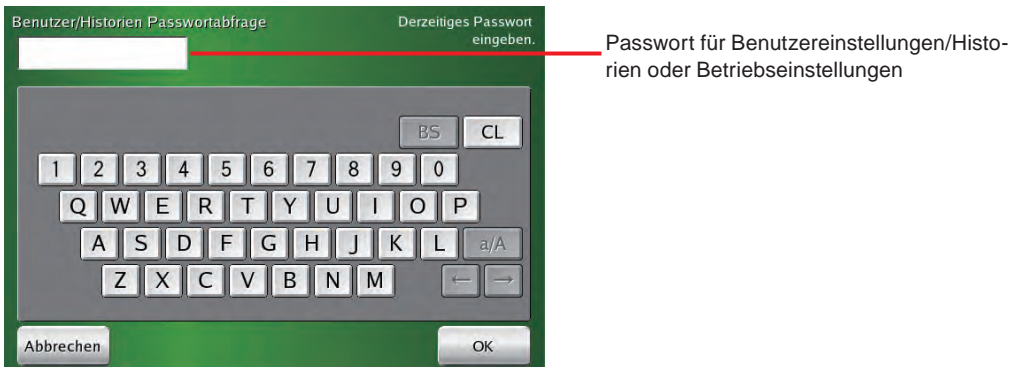 Benutzer/Historien Passwortabfrage
Derzeitiges Passwort
eingeben.
Passwort für Benutzereinstellungen/Histo-
rien oder Betriebseinstellungen
BS CL
1 2 3 4 5 6 7 8 9 0
Q W E R T Y U I O P
A S D F G H J K L a/A
Z X C V B N M ← →
Abbrechen OK